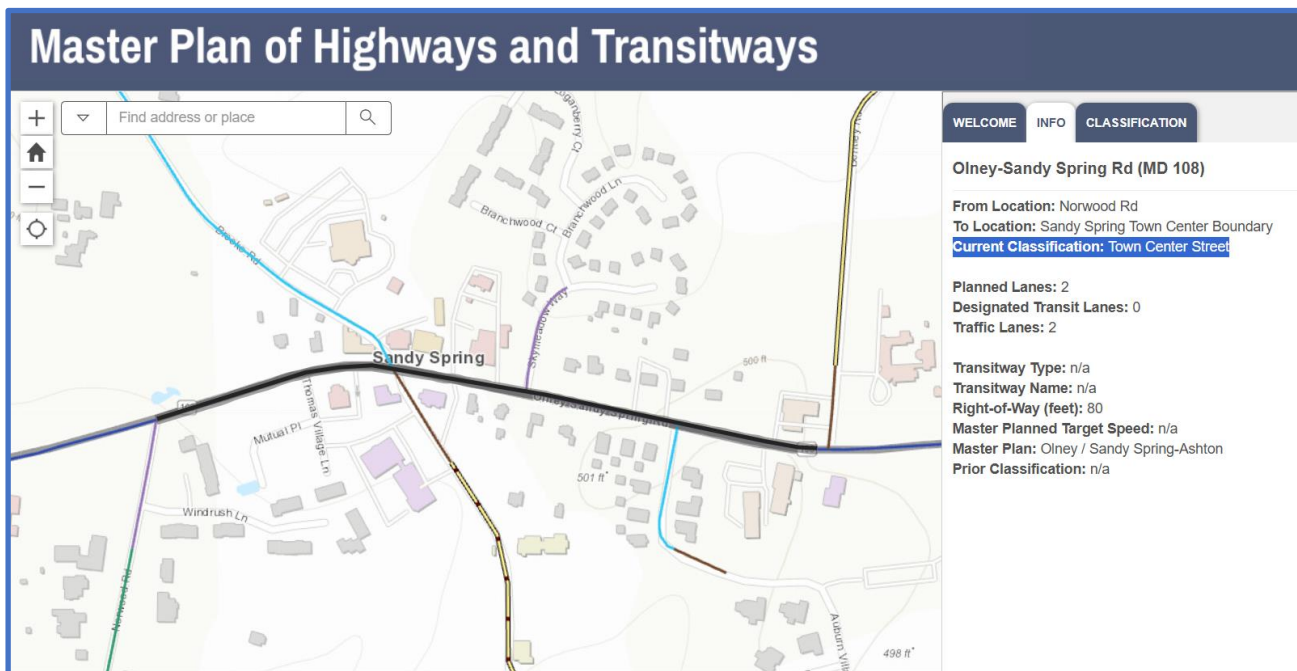 Master Plan of Highways and Transitways
Find address or place
WELCOME
INFO
CLASSIFICATION
Olney-Sandy Spring Rd (MD 108)
From Location: Norwood Rd
To Location: Sandy Spring Town Center Boundary
Current Classification: Town Center Street
Planned Lanes: 2
Designated Transit Lanes: 0
Traffic Lanes: 2
Transitway Type: n/a
Transitway Name: n/a
Right-of-Way (feet): 80
Master Planned Target Speed: n/a
Master Plan: Olney / Sandy Spring-Ashton
Prior Classification: n/a
Branchwood Ln
Branchwood Ct
Brooke Rd
Skymeadow Way
500 ft
Sandy Spring
Thomas Village Ln
Mutual Pl
501 ft
Windrush Ln
Norwood Rd
498 ft